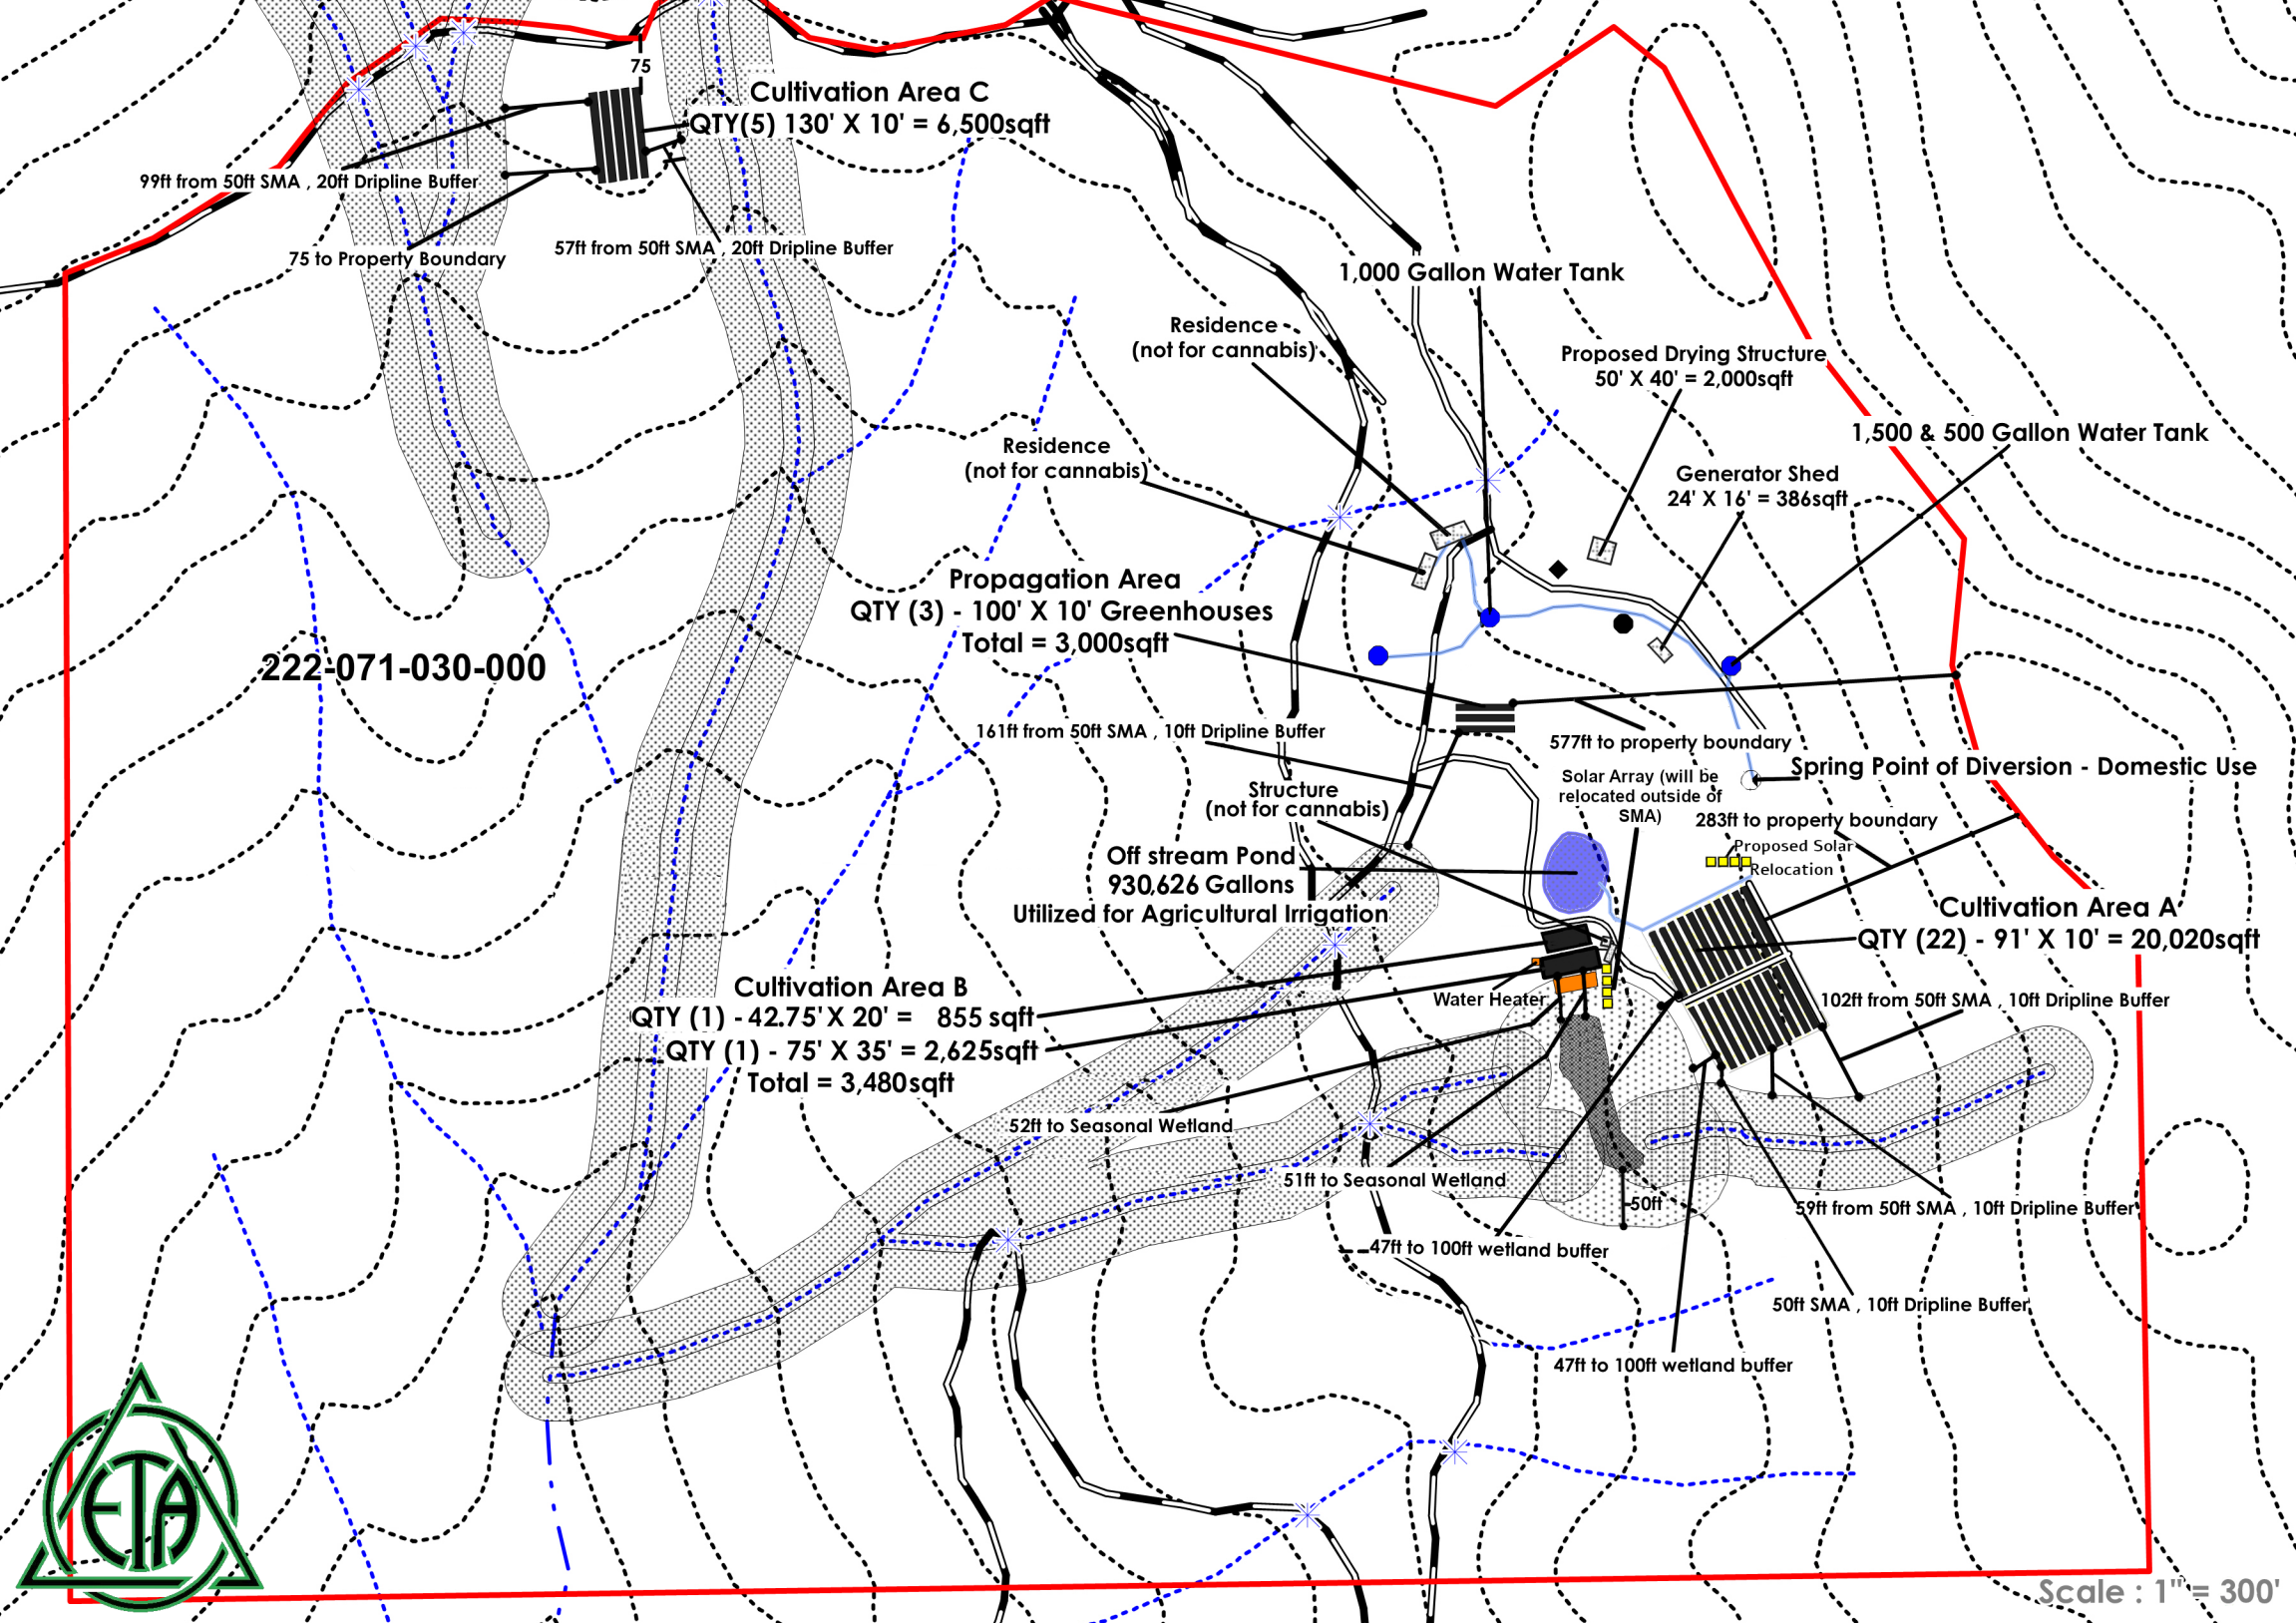 75
Cultivation Area C
QTY(5) 130' X 10' = 6,500sqft
99ft from 50ft SMA , 20ft Dripline Buffer
75 to Property Boundary
57ft from 50ft SMA , 20ft Dripline Buffer
1,000 Gallon Water Tank
Residence
(not for cannabis)
Proposed Drying Structure
50' X 40' = 2,000sqft
1,500 & 500 Gallon Water Tank
Residence
(not for cannabis)
Generator Shed
24' X 16' = 386sqft
Propagation Area
QTY (3) - 100' X 10' Greenhouses
Total = 3,000sqft
222-071-030-000
161ft from 50ft SMA , 10ft Dripline Buffer
577ft to property boundary
Spring Point of Diversion - Domestic Use
Solar Array (will be
relocated outside of
SMA)
Structure
(not for cannabis)
283ft to property boundary
Proposed Solar
Relocation
Off stream Pond
930,626 Gallons
Utilized for Agricultural Irrigation
Cultivation Area A
QTY (22) - 91' X 10' = 20,020sqft
Cultivation Area B
QTY (1) - 42.75' X 20' = 855 sqft
QTY (1) - 75' X 35' = 2,625sqft
Total = 3,480sqft
Water Heater
102ft from 50ft SMA , 10ft Dripline Buffer
52ft to Seasonal Wetland
51ft to Seasonal Wetland
50ft
59ft from 50ft SMA , 10ft Dripline Buffer
47ft to 100ft wetland buffer
50ft SMA , 10ft Dripline Buffer
47ft to 100ft wetland buffer
ETA
Scale : 1" = 300'